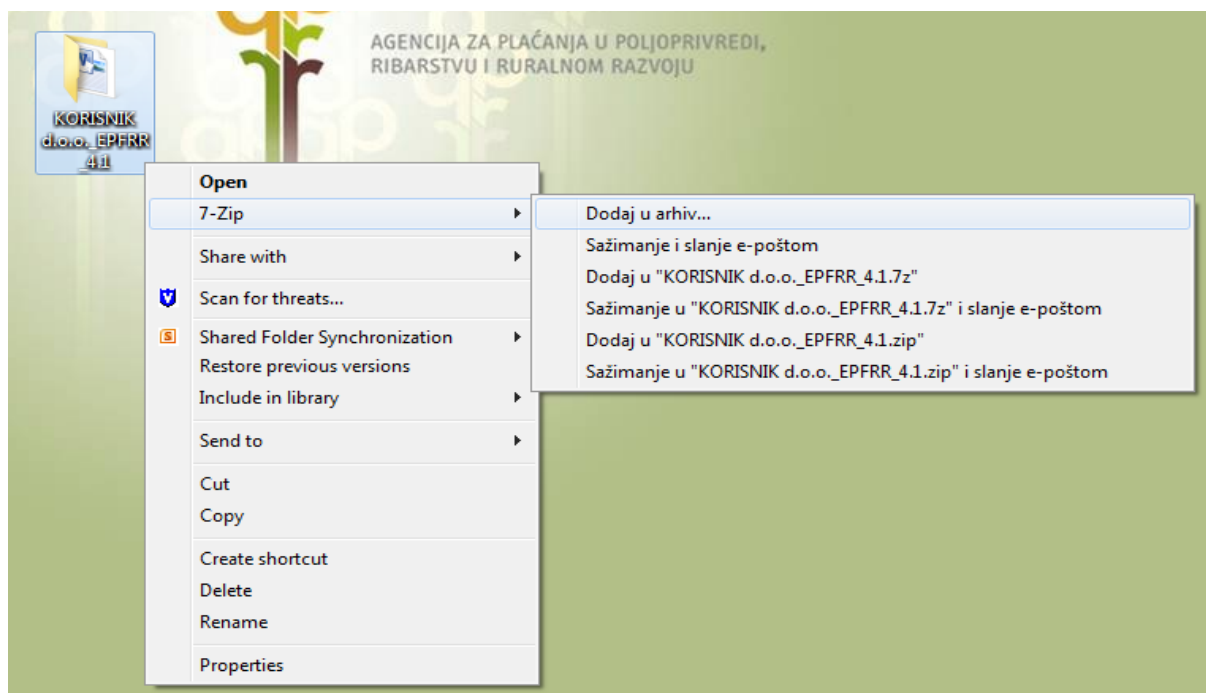 AGENCIJA ZA PLAĆANJA U POLJOPRIVREDI,
RIBARSTVU I RURALNOM RAZVOJU
KORISNIK
d.o.o._EPFRR
_4.1
Open
7-Zip
Share with
Scan for threats...
Shared Folder Synchronization
Restore previous versions
Include in library
Send to
Cut
Copy
Create shortcut
Delete
Rename
Properties
Dodaj u arhiv...
Sažimanje i slanje e-poštom
Dodaj u "KORISNIK d.o.o._EPFRR_4.1.7z"
Sažimanje u "KORISNIK d.o.o._EPFRR_4.1.7z" i slanje e-poštom
Dodaj u "KORISNIK d.o.o._EPFRR_4.1.zip"
Sažimanje u "KORISNIK d.o.o._EPFRR_4.1.zip" i slanje e-poštom